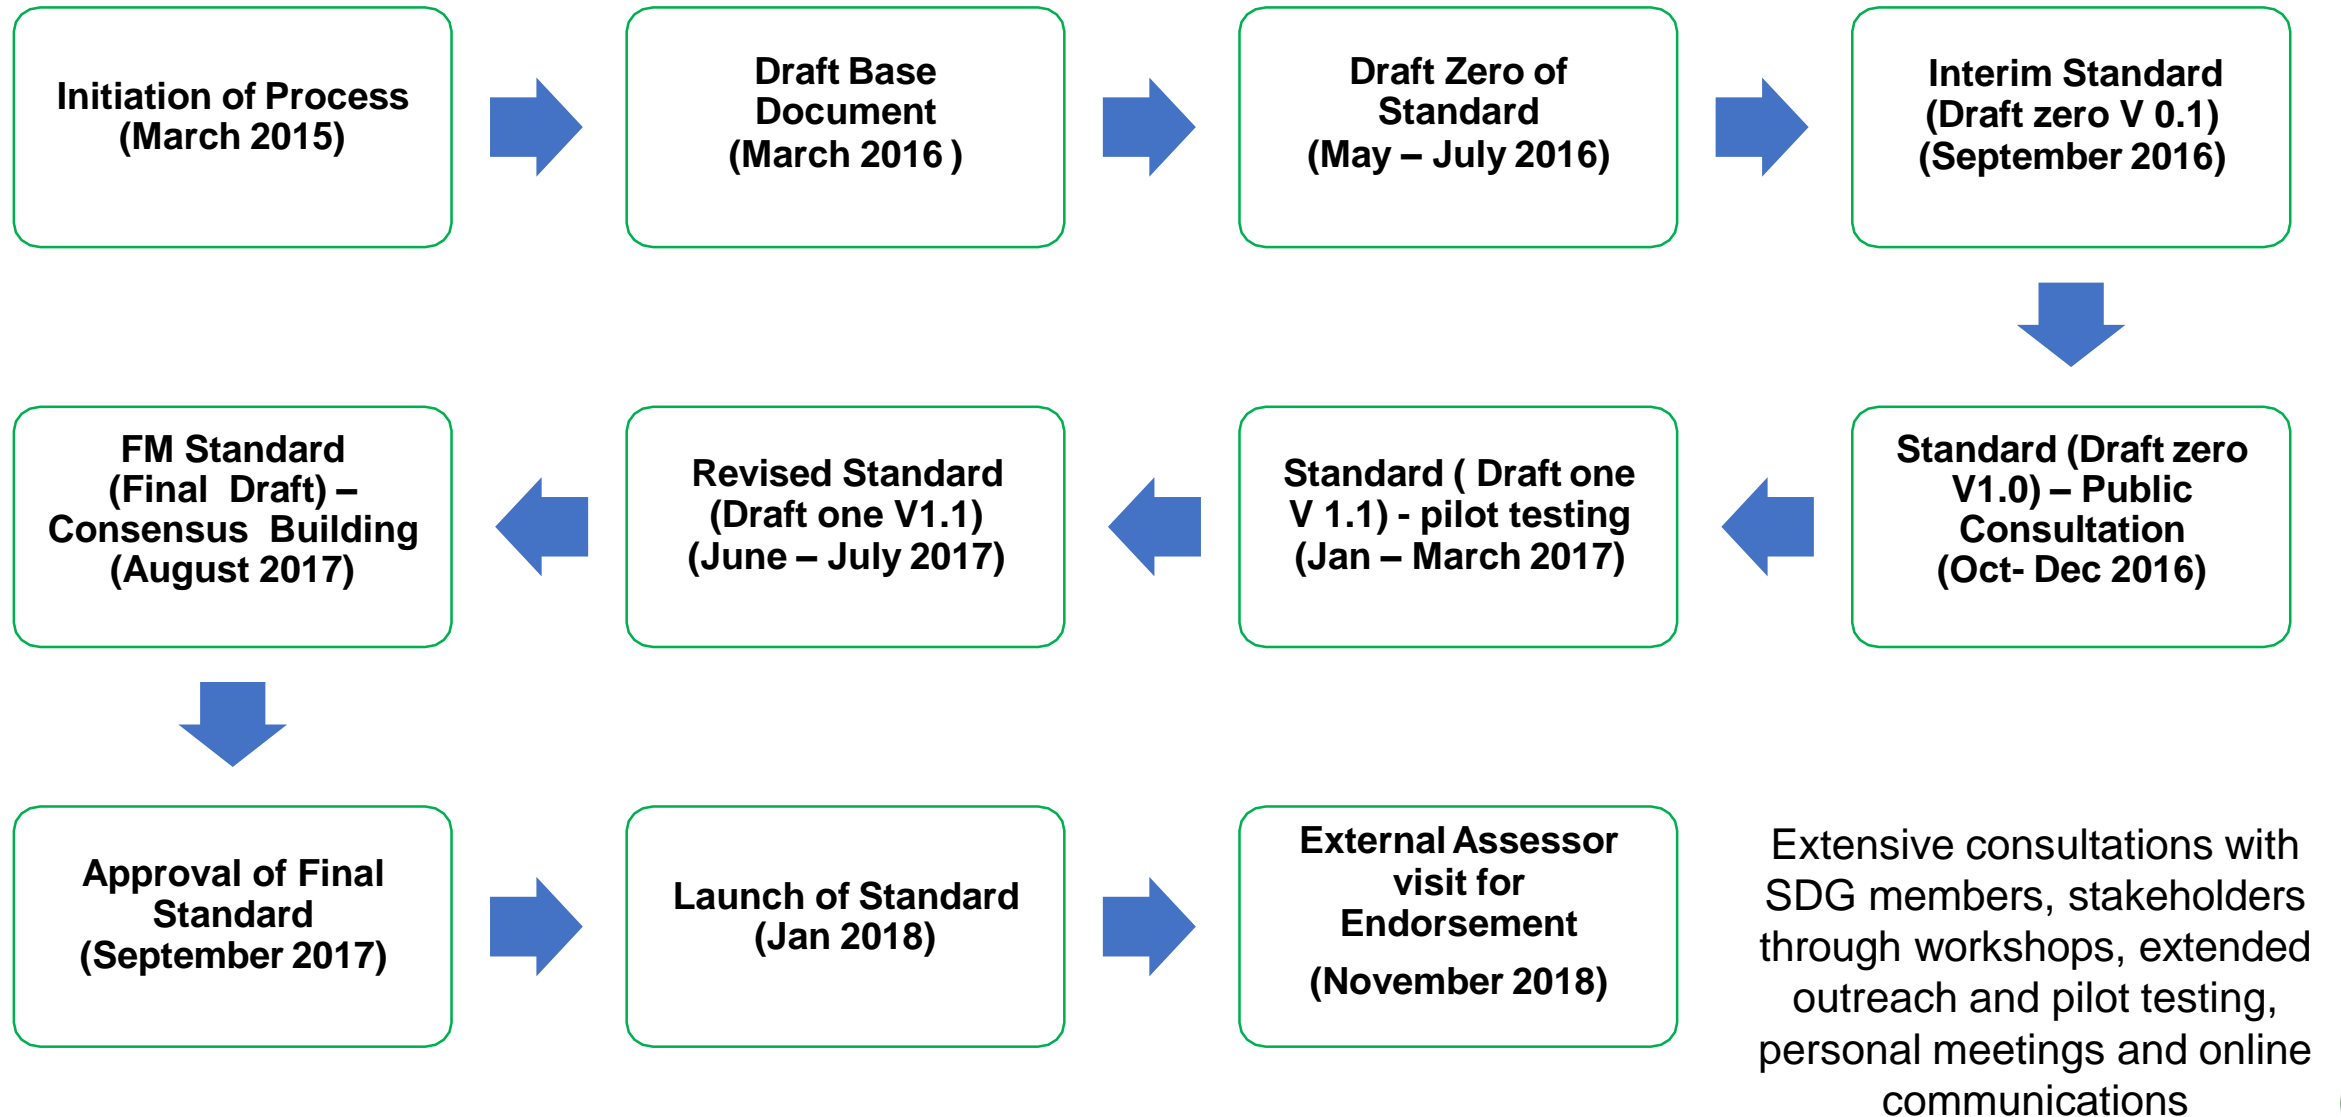 Initiation of Process
(March 2015)
Draft Base
Document
(March 2016 )
Draft Zero of
Standard
(May – July 2016)
Interim Standard
(Draft zero V 0.1)
(September 2016)
Standard (Draft zero
V1.0) – Public
Consultation
(Oct- Dec 2016)
Standard ( Draft one
V 1.1) - pilot testing
(Jan – March 2017)
Revised Standard
(Draft one V1.1)
(June – July 2017)
FM Standard
(Final Draft) –
Consensus Building
(August 2017)
Approval of Final
Standard
(September 2017)
Launch of Standard
(Jan 2018)
External Assessor
visit for
Endorsement
(November 2018)
Extensive consultations with
SDG members, stakeholders
through workshops, extended
outreach and pilot testing,
personal meetings and online
communications